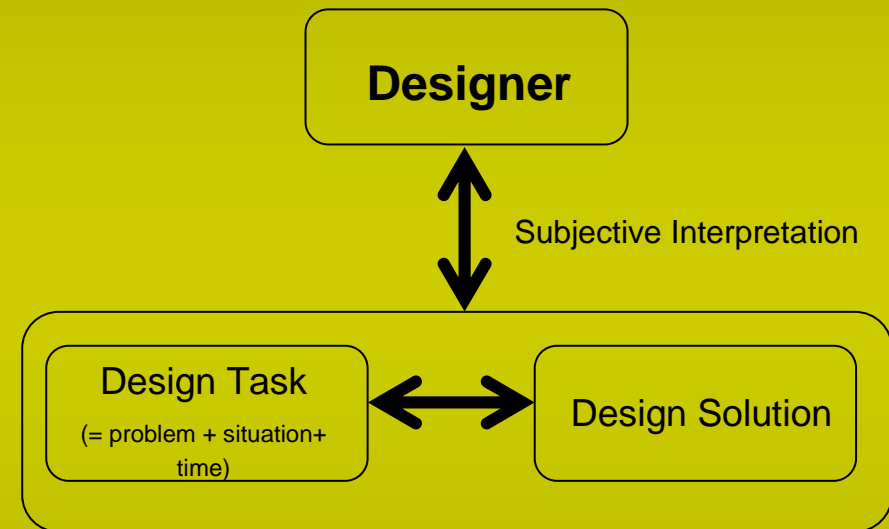 Designer
Subjective Interpretation
Design Task
(= problem + situation+
time)
Design Solution